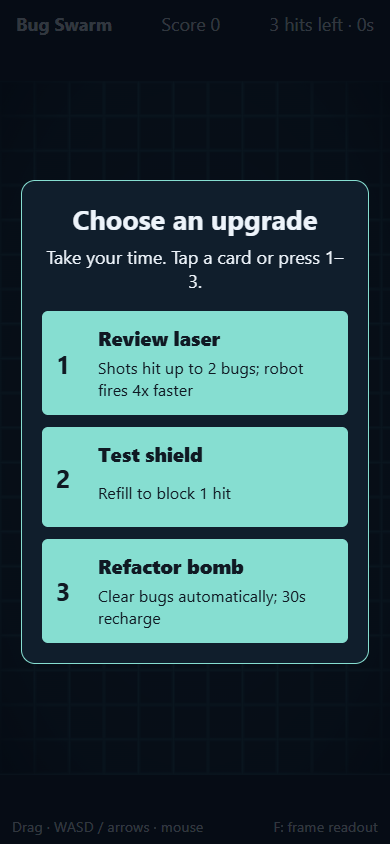 Bug Swarm Score 0 3 hits left · 0s
Choose an upgrade
Take your time. Tap a card or press 1–
3.
1
Review laser
Shots hit up to 2 bugs; robot
fires 4x faster
2
Test shield
Refill to block 1 hit
3
Refactor bomb
Clear bugs automatically; 30s
recharge
Drag · WASD / arrows · mouse F: frame readout